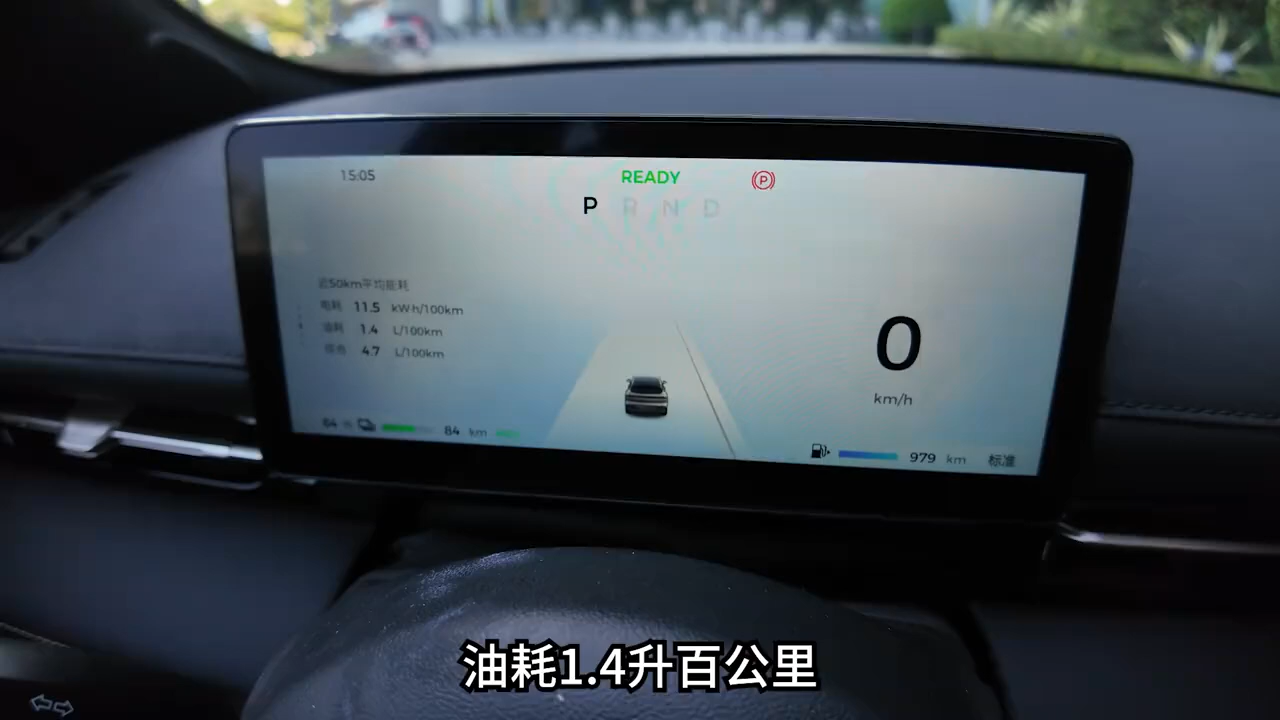 15:05
READY
P
P R N D
近50km平均能耗
电耗 11.5 kWh/100km
油耗 1.4 L/100km
综合 4.7 L/100km
0
km/h
64 % 84 km
979 km 标准
油耗1.4升百公里